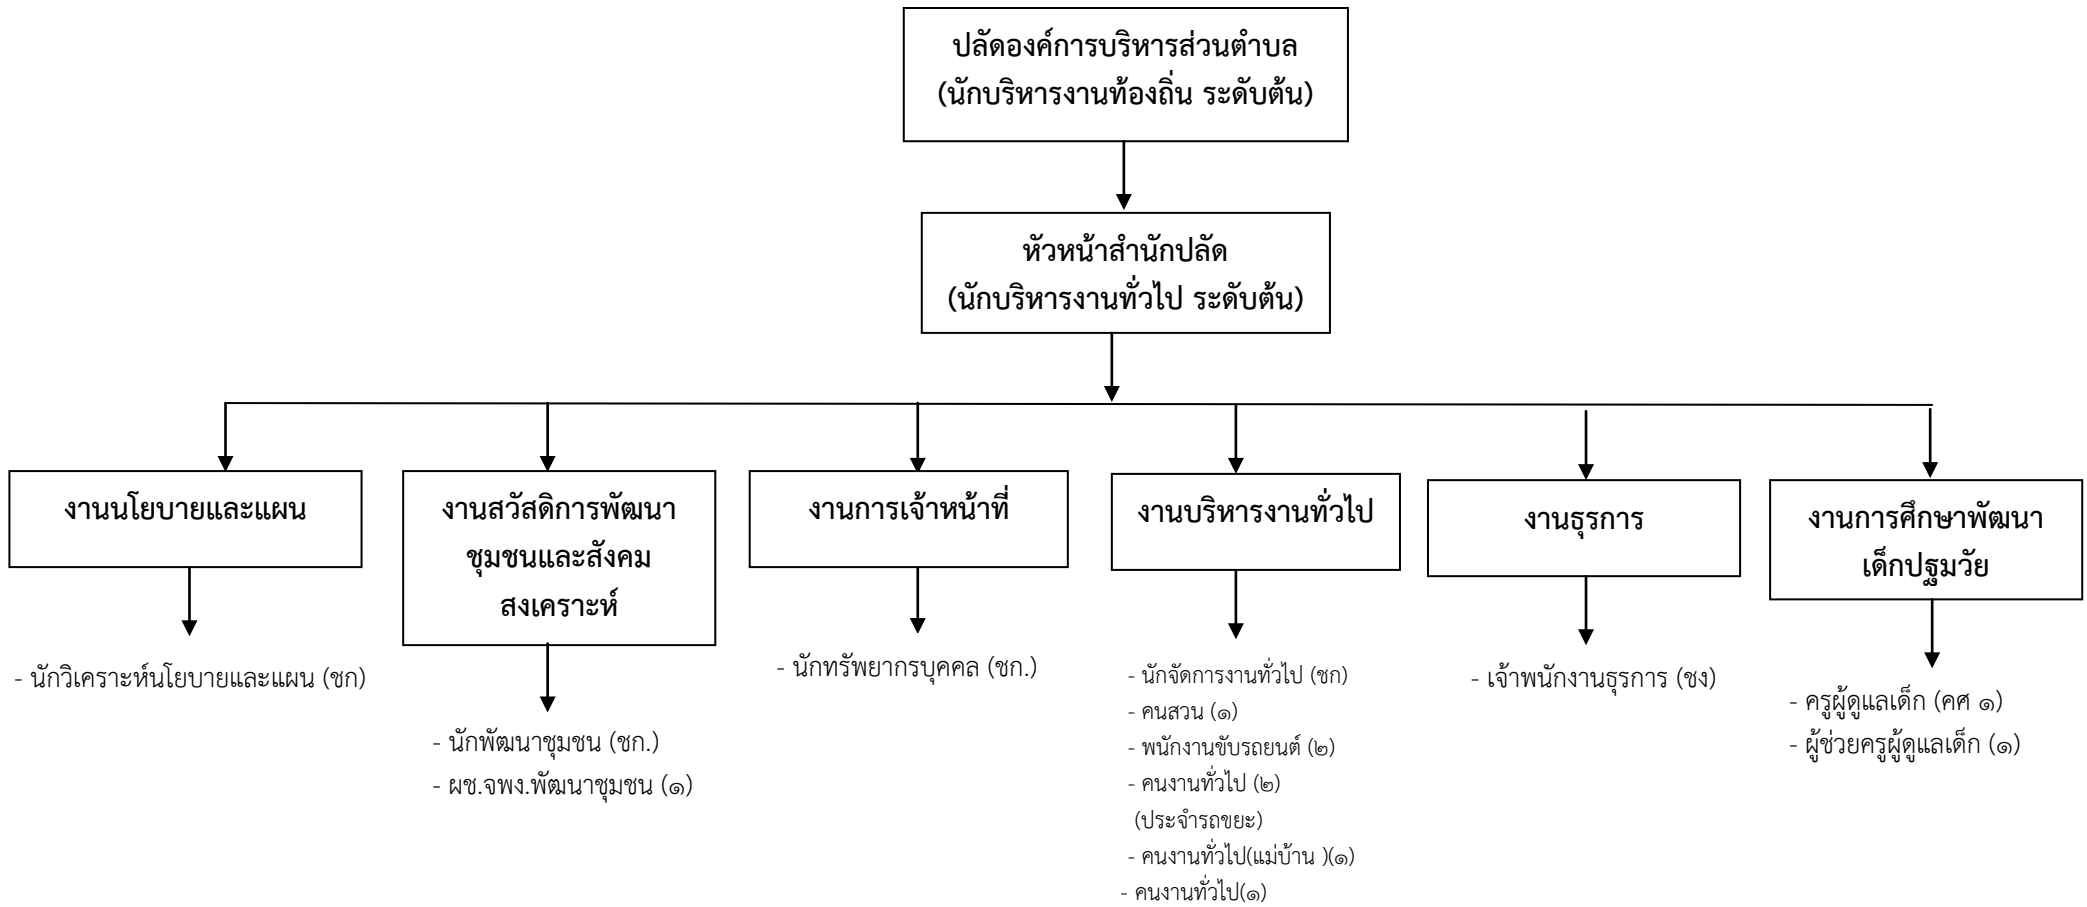 ปลัดองค์การบริหารส่วนตำบล
(นักบริหารงานท้องถิ่น ระดับต้น)
หัวหน้าสำนักปลัด
(นักบริหารงานทั่วไป ระดับต้น)
งานนโยบายและแผน
- นักวิเคราะห์นโยบายและแผน (ชก)
งานสวัสดิการพัฒนา
ชุมชนและสังคม
สงเคราะห์
- นักพัฒนาชุมชน (ชก.)
- ผช.จพง.พัฒนาชุมชน (๑)
งานการเจ้าหน้าที่
- นักทรัพยากรบุคคล (ชก.)
งานบริหารงานทั่วไป
- นักจัดการงานทั่วไป (ชก)
- คนสวน (๑)
- พนักงานขับรถยนต์ (๒)
- คนงานทั่วไป (๒)
(ประจำรถขยะ)
- คนงานทั่วไป(แม่บ้าน )(๑)
- คนงานทั่วไป(๑)
งานธุรการ
- เจ้าพนักงานธุรการ (ชง)
งานการศึกษาพัฒนา
เด็กปฐมวัย
- ครูผู้ดูแลเด็ก (คศ ๑)
- ผู้ช่วยครูผู้ดูแลเด็ก (๑)